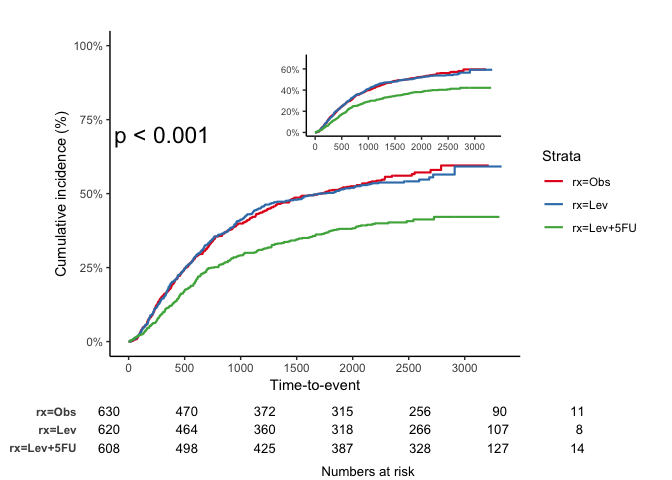 100%
75%
50%
25%
0%
Cumulative incidence (%)
p < 0.001
60%
40%
20%
0%
0 500 1000 1500 2000 2500 3000
Strata
rx=Obs
rx=Lev
rx=Lev+5FU
0 500 1000 1500 2000 2500 3000
Time-to-event
rx=Obs 630 470 372 315 256 90 11
rx=Lev 620 464 360 318 266 107 8
rx=Lev+5FU 608 498 425 387 328 127 14
Numbers at risk